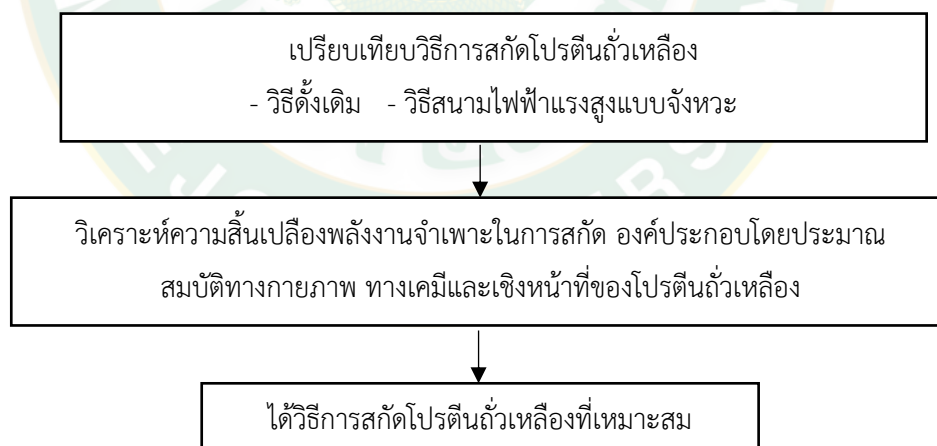 เปรียบเทียบวิธีการสกัดโปรตีนถั่วเหลือง
- วิธีดั้งเดิม - วิธีสนามไฟฟ้าแรงสูงแบบจังหวะ
วิเคราะห์ความสิ้นเปลืองพลังงานจำเพาะในการสกัด องค์ประกอบโดยประมาณ
สมบัติทางกายภาพ ทางเคมีและเชิงหน้าที่ของโปรตีนถั่วเหลือง
ได้วิธีการสกัดโปรตีนถั่วเหลืองที่เหมาะสม